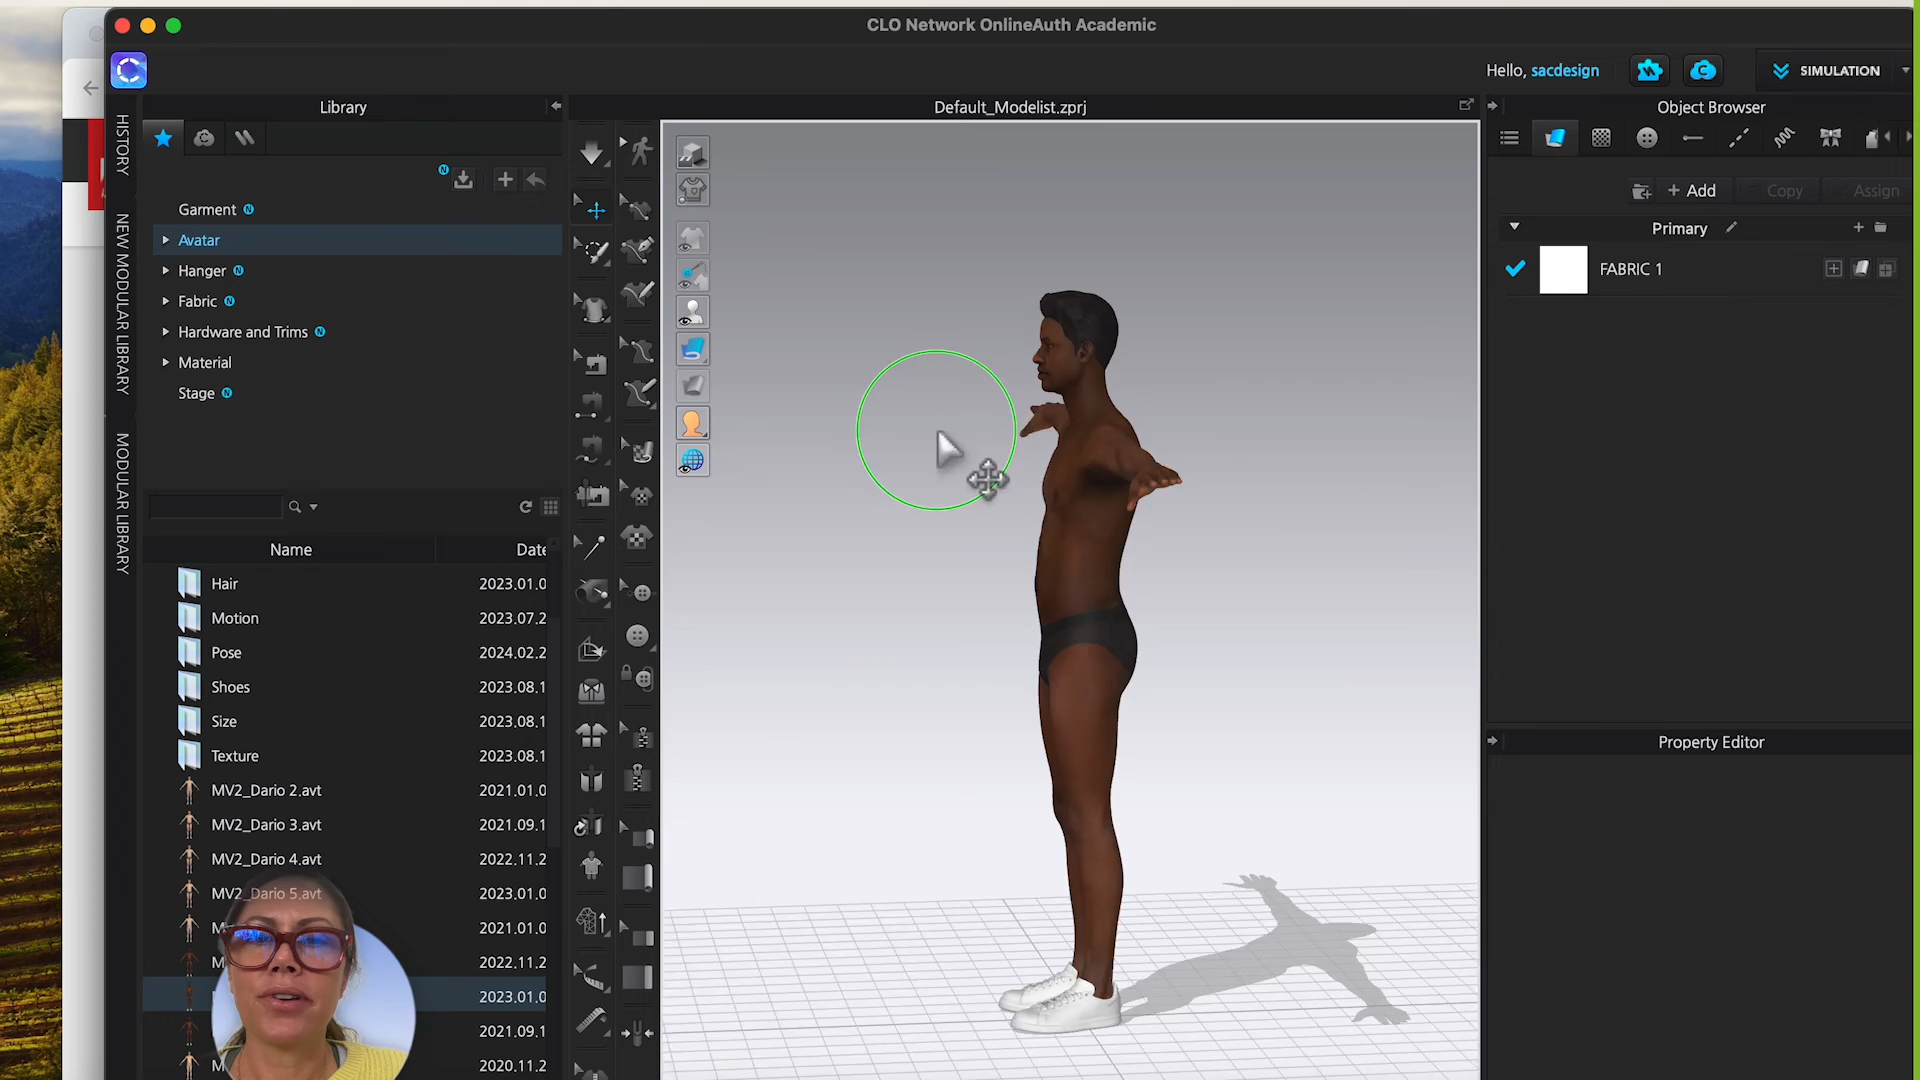 CLO Network OnlineAuth Academic
Hello, sacdesign
SIMULATION
HISTORY
NEW MODULAR LIBRARY
MODULAR LIBRARY
Library
Default_Modelist.zprj
Object Browser
Garment N
Avatar
Hanger N
Fabric N
Hardware and Trims N
Material
Stage N
+ Add
Copy
Assign
Primary
FABRIC 1
Name
Date
Hair 2023.01.0
Motion 2023.07.2
Pose 2024.02.2
Shoes 2023.08.1
Size 2023.08.1
Texture 2023.08.1
MV2_Dario 2.avt 2021.01.0
MV2_Dario 3.avt 2021.09.1
MV2_Dario 4.avt 2022.11.2
MV2_Dario 5.avt 2023.01.0
M 2021.01.0
M 2022.11.2
2023.01.0
2021.09.1
M 2020.11.2
Property Editor